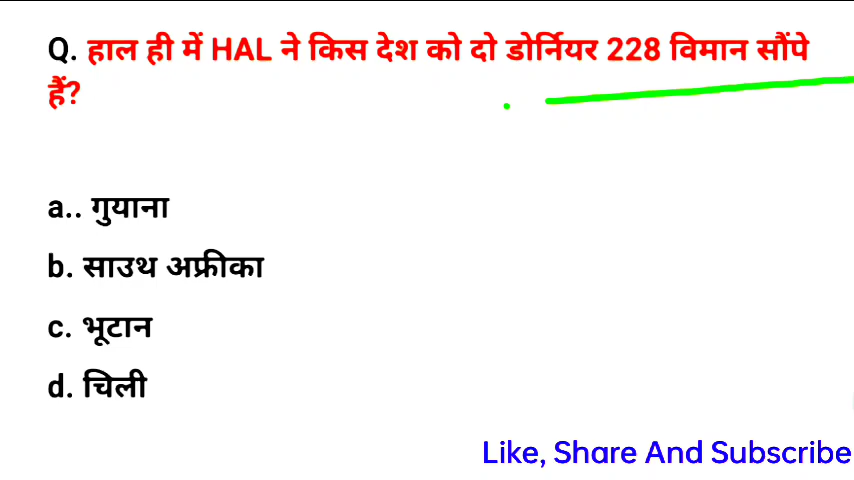 Q. हाल ही में HAL ने किस देश को दो डोर्नियर 228 विमान सौंपे
हैं?
a.. गुयाना
b. साउथ अफ्रीका
c. भूटान
d. चिली
Like, Share And Subscribe